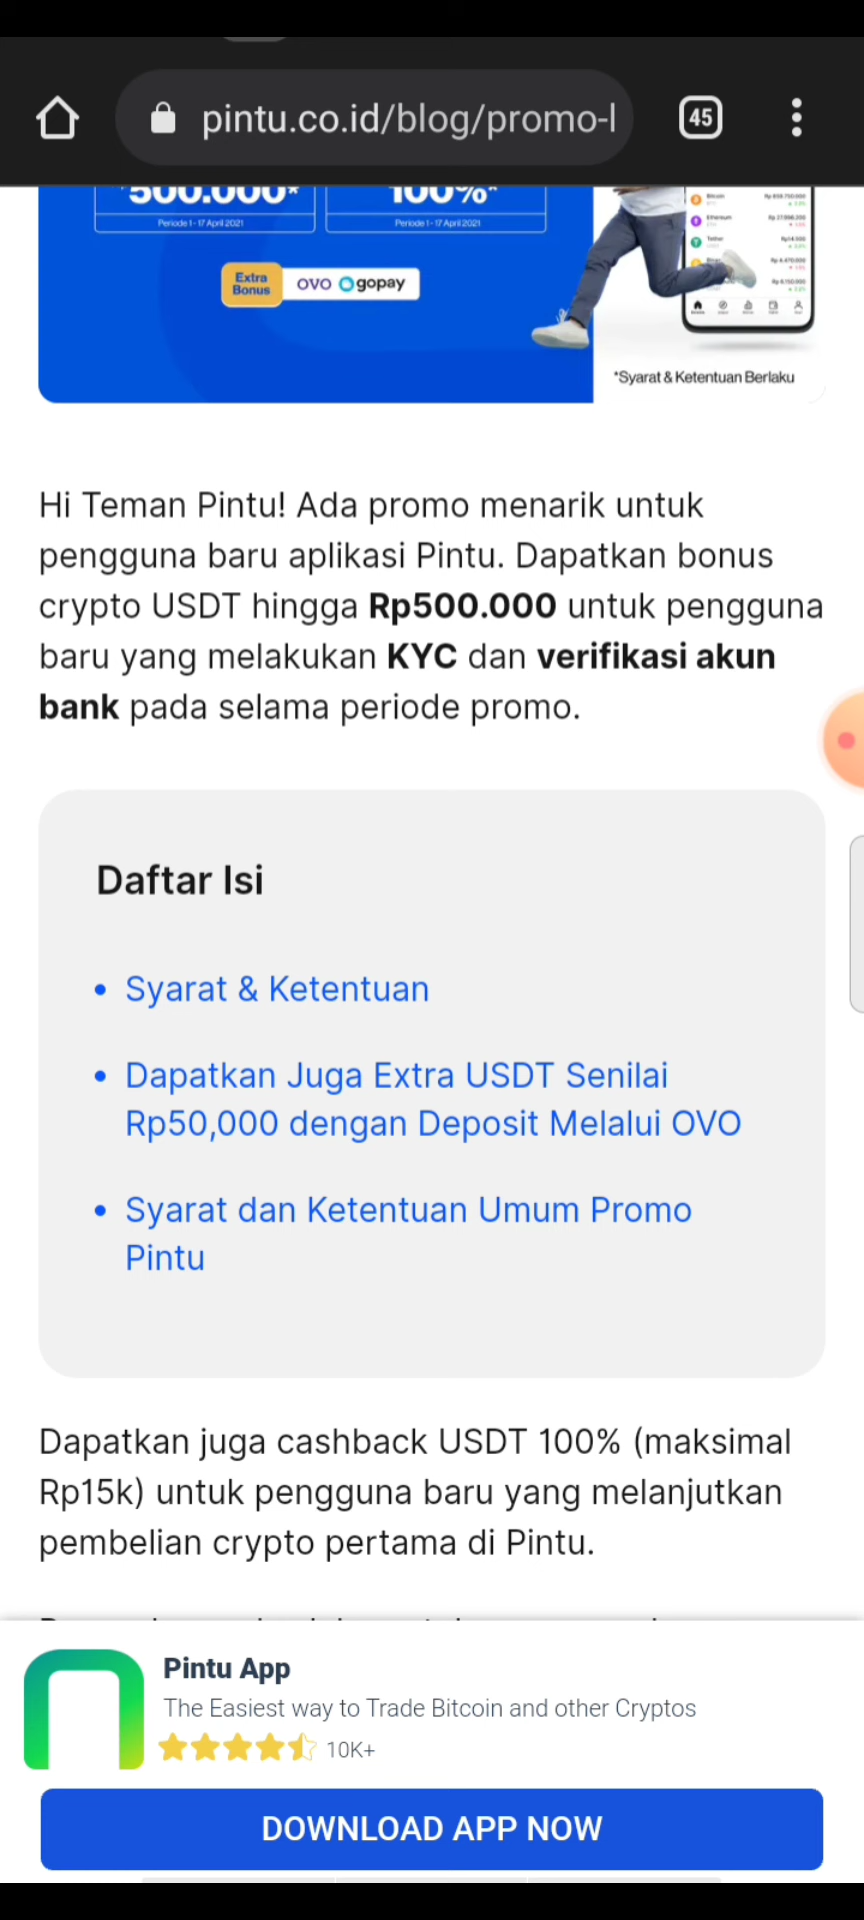 pintu.co.id/blog/promo-l
45
500.000*
100%*
Periode 1 - 17 April 2021
Periode 1 - 17 April 2021
Extra
Bonus
OVO gopay
Bitcoin
Ethereum
Tether
*Syarat & Ketentuan Berlaku
Hi Teman Pintu! Ada promo menarik untuk
pengguna baru aplikasi Pintu. Dapatkan bonus
crypto USDT hingga Rp500.000 untuk pengguna
baru yang melakukan KYC dan verifikasi akun
bank pada selama periode promo.
Daftar Isi
• Syarat & Ketentuan
• Dapatkan Juga Extra USDT Senilai
Rp50,000 dengan Deposit Melalui OVO
• Syarat dan Ketentuan Umum Promo
Pintu
Dapatkan juga cashback USDT 100% (maksimal
Rp15k) untuk pengguna baru yang melanjutkan
pembelian crypto pertama di Pintu.
Pintu App
The Easiest way to Trade Bitcoin and other Cryptos
10K+
DOWNLOAD APP NOW